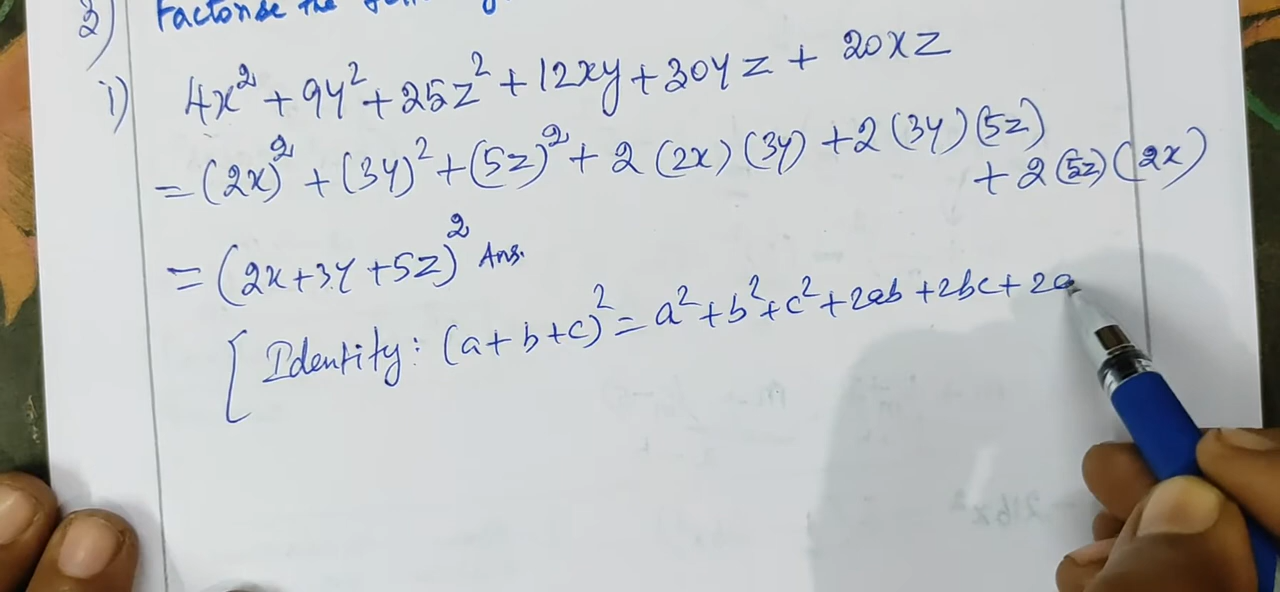 2) Factorise the
i) 4x² + 9y² + 25z² + 12xy + 30yz + 20xz
= (2x)² + (3y)² + (5z)² + 2 (2x) (3y) + 2 (3y) (5z)
+ 2 (5z) (2x)
= (2x + 3y + 5z)² Ans.
[ Identity: (a + b + c)² = a² + b² + c² + 2ab + 2bc + 2a